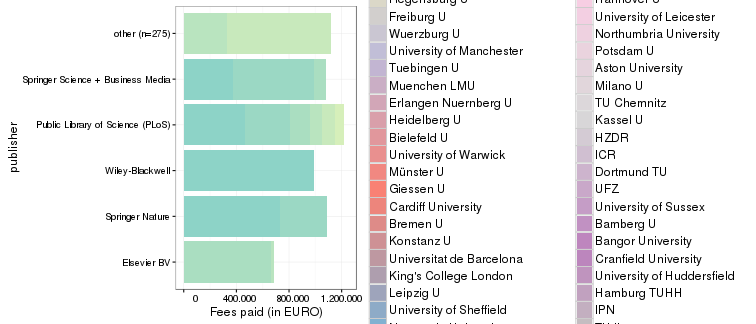 publisher
other (n=275)
Springer Science + Business Media
Public Library of Science (PLoS)
Wiley-Blackwell
Springer Nature
Elsevier BV
0 400.000 800.000 1.200.000
Fees paid (in EURO)
Regensburg U
Freiburg U
Wuerzburg U
University of Manchester
Tuebingen U
Muenchen LMU
Erlangen Nuernberg U
Heidelberg U
Bielefeld U
University of Warwick
Münster U
Giessen U
Cardiff University
Bremen U
Konstanz U
Universitat de Barcelona
King's College London
Leipzig U
University of Sheffield
Hannover U
University of Leicester
Northumbria University
Potsdam U
Aston University
Milano U
TU Chemnitz
Kassel U
HZDR
ICR
Dortmund TU
UFZ
University of Sussex
Bamberg U
Bangor University
Cranfield University
University of Huddersfield
Hamburg TUHH
IPN